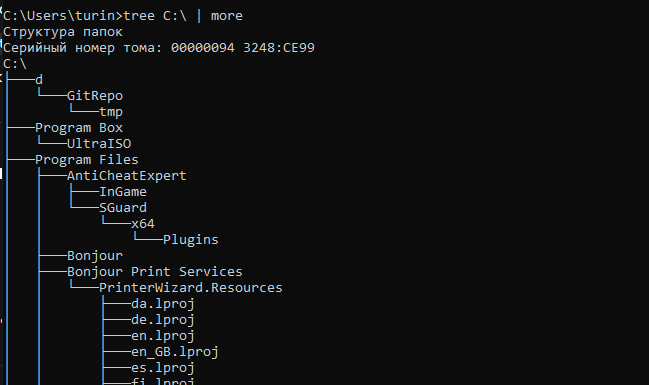 C:\Users\turin>tree C:\ | more
Структура папок
Серийный номер тома: 00000094 3248:CE99
C:\
├───d
│   └───GitRepo
│       └───tmp
├───Program Box
│   └───UltraISO
├───Program Files
│   ├───AntiCheatExpert
│   │   ├───InGame
│   │   └───SGuard
│   │       └───x64
│   │           └───Plugins
│   ├───Bonjour
│   ├───Bonjour Print Services
│   │   └───PrinterWizard.Resources
│   │       ├───da.lproj
│   │       ├───de.lproj
│   │       ├───en.lproj
│   │       ├───en_GB.lproj
│   │       ├───es.lproj
│   │       ├───fi.lproj